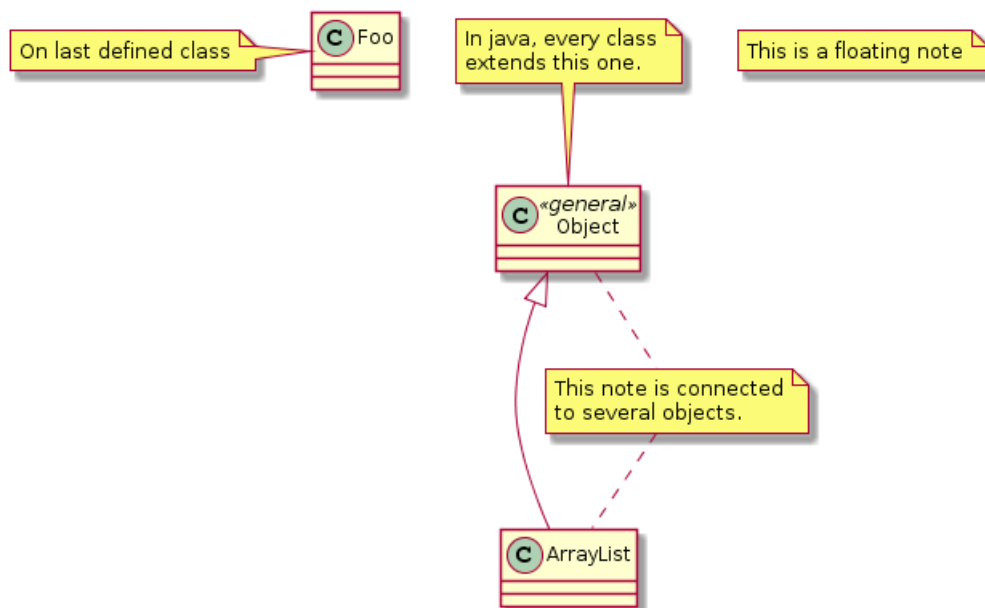 On last defined class
C Foo
In java, every class
extends this one.
This is a floating note
C «general»
Object
This note is connected
to several objects.
C ArrayList